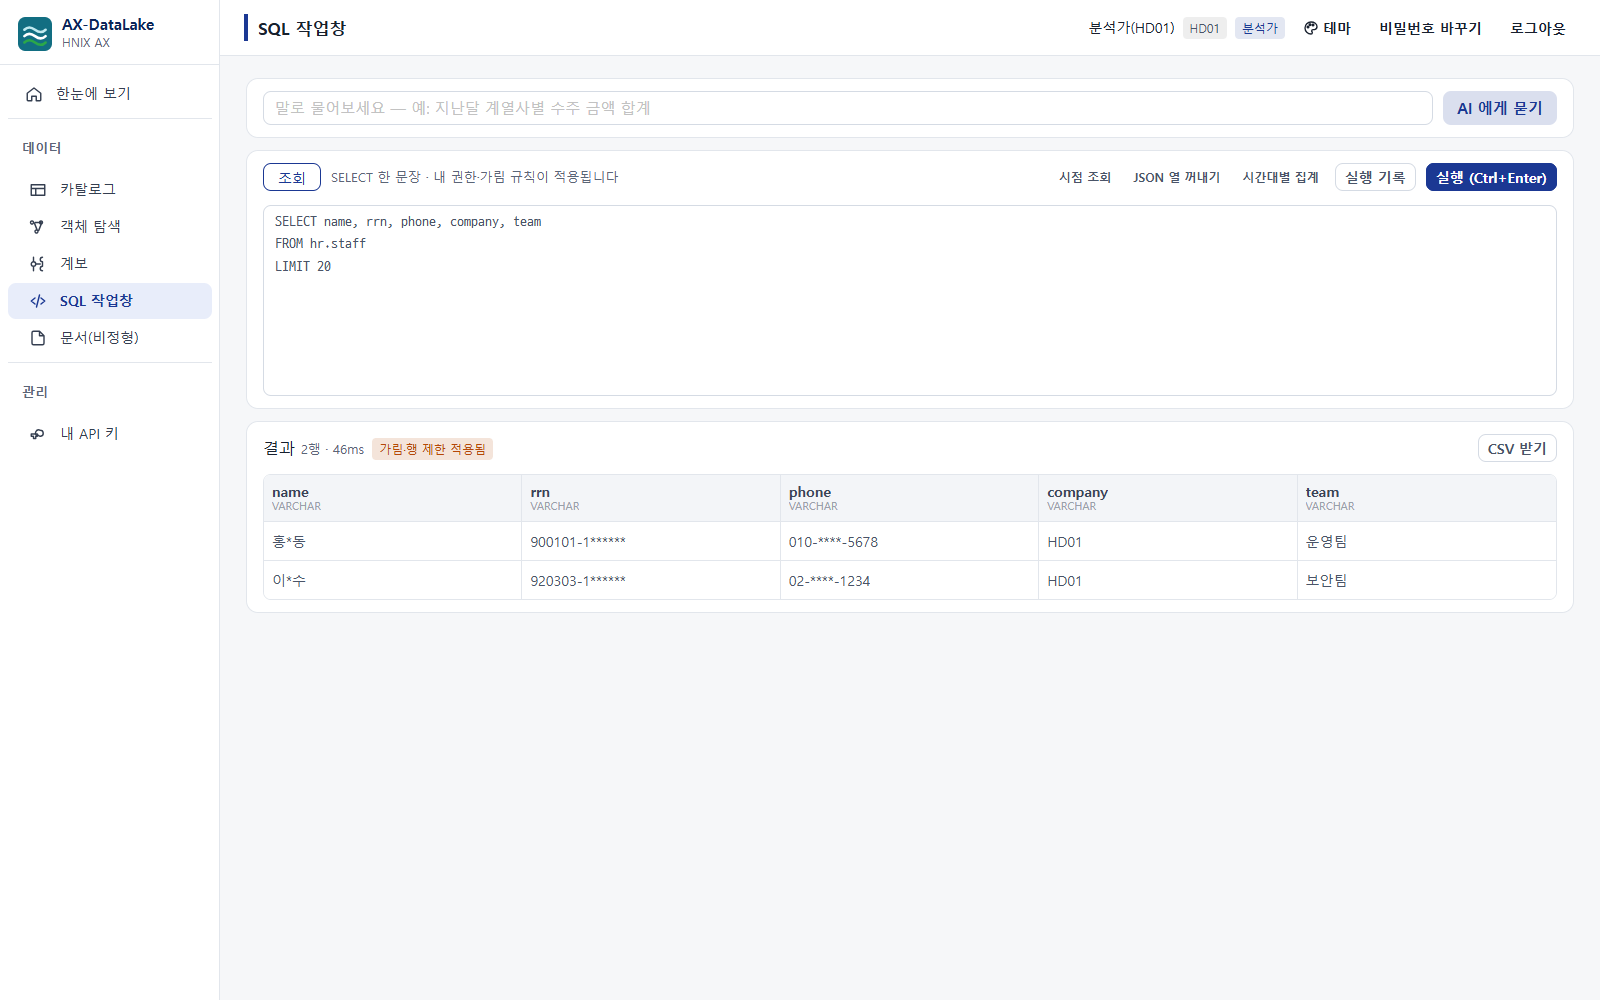 AX-DataLake
HNIX AX
한눈에 보기
데이터
카탈로그
객체 탐색
계보
SQL 작업창
문서(비정형)
관리
내 API 키
SQL 작업창
분석가(HD01) HD01 분석가 테마 비밀번호 바꾸기 로그아웃
말로 물어보세요 — 예: 지난달 계열사별 수주 금액 합계 AI 에게 묻기
조회 SELECT 한 문장 · 내 권한·가림 규칙이 적용됩니다 시점 조회 JSON 열 꺼내기 시간대별 집계 실행 기록 실행 (Ctrl+Enter)
SELECT name, rrn, phone, company, team
FROM hr.staff
LIMIT 20
결과 2행 · 46ms 가림·행 제한 적용됨 CSV 받기
name rrn phone company team
VARCHAR VARCHAR VARCHAR VARCHAR VARCHAR
홍*동 900101-1****** 010-****-5678 HD01 운영팀
이*수 920303-1****** 02-****-1234 HD01 보안팀